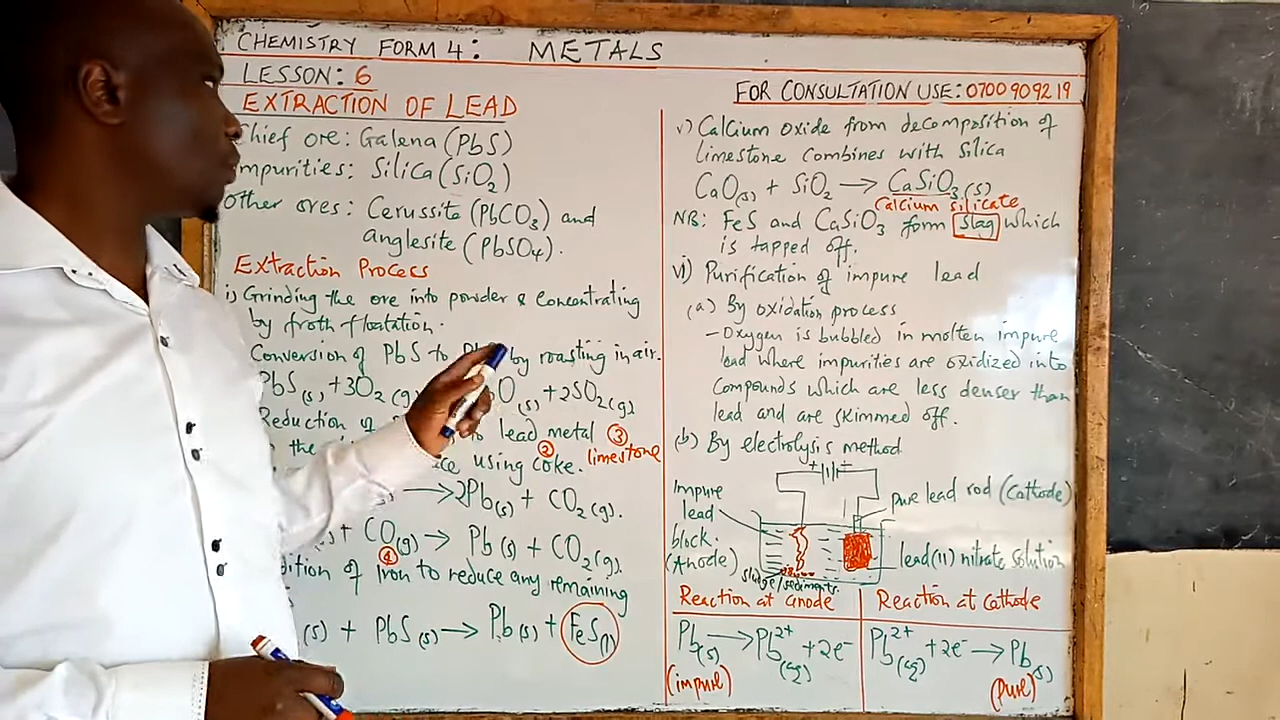 CHEMISTRY FORM 4: METALS
LESSON: 6
EXTRACTION OF LEAD
Chief ore: Galena (PbS)
impurities: Silica (SiO₂)
Other ores: Cerussite (PbCO₃) and
anglesite (PbSO₄).
Extraction Process
i) Grinding the ore into powder & Concentrating
by froth flotation.
Conversion of PbS to by roasting in air.
PbS(s) + 3O₂(g) O(s) + 2SO₂(g)
Reduction of to lead metal ③
the using coke. ② limestone
→ 2Pb(s) + CO₂(g).
+ CO(g) → Pb(s) + CO₂(g).
of Iron ④ to reduce any remaining
(s) + PbS(s) → Pb(s) + FeS(l)
FOR CONSULTATION USE: 0700 909 219
v) Calcium oxide from decomposition of
limestone Combines with Silica
CaO(s) + SiO₂ → CaSiO₃(s)
Calcium silicate
NB: FeS and CaSiO₃ form Slag which
is tapped off.
vi) Purification of impure lead
(a) By oxidation process
- Oxygen is bubbled in molten impure
lead where impurities are oxidized into
Compounds which are less denser than
lead and are skimmed off.
(b) By electrolysis method
+ -
Impure
lead
block.
(Anode)
pure lead rod (Cathode)
lead(II) nitrate solution
Sludge/sediments.
Reaction at anode
Pb(s) → Pb²⁺(aq) + 2e⁻
(impure)
Reaction at Cathode
Pb²⁺(aq) + 2e⁻ → Pb(s)
(pure)